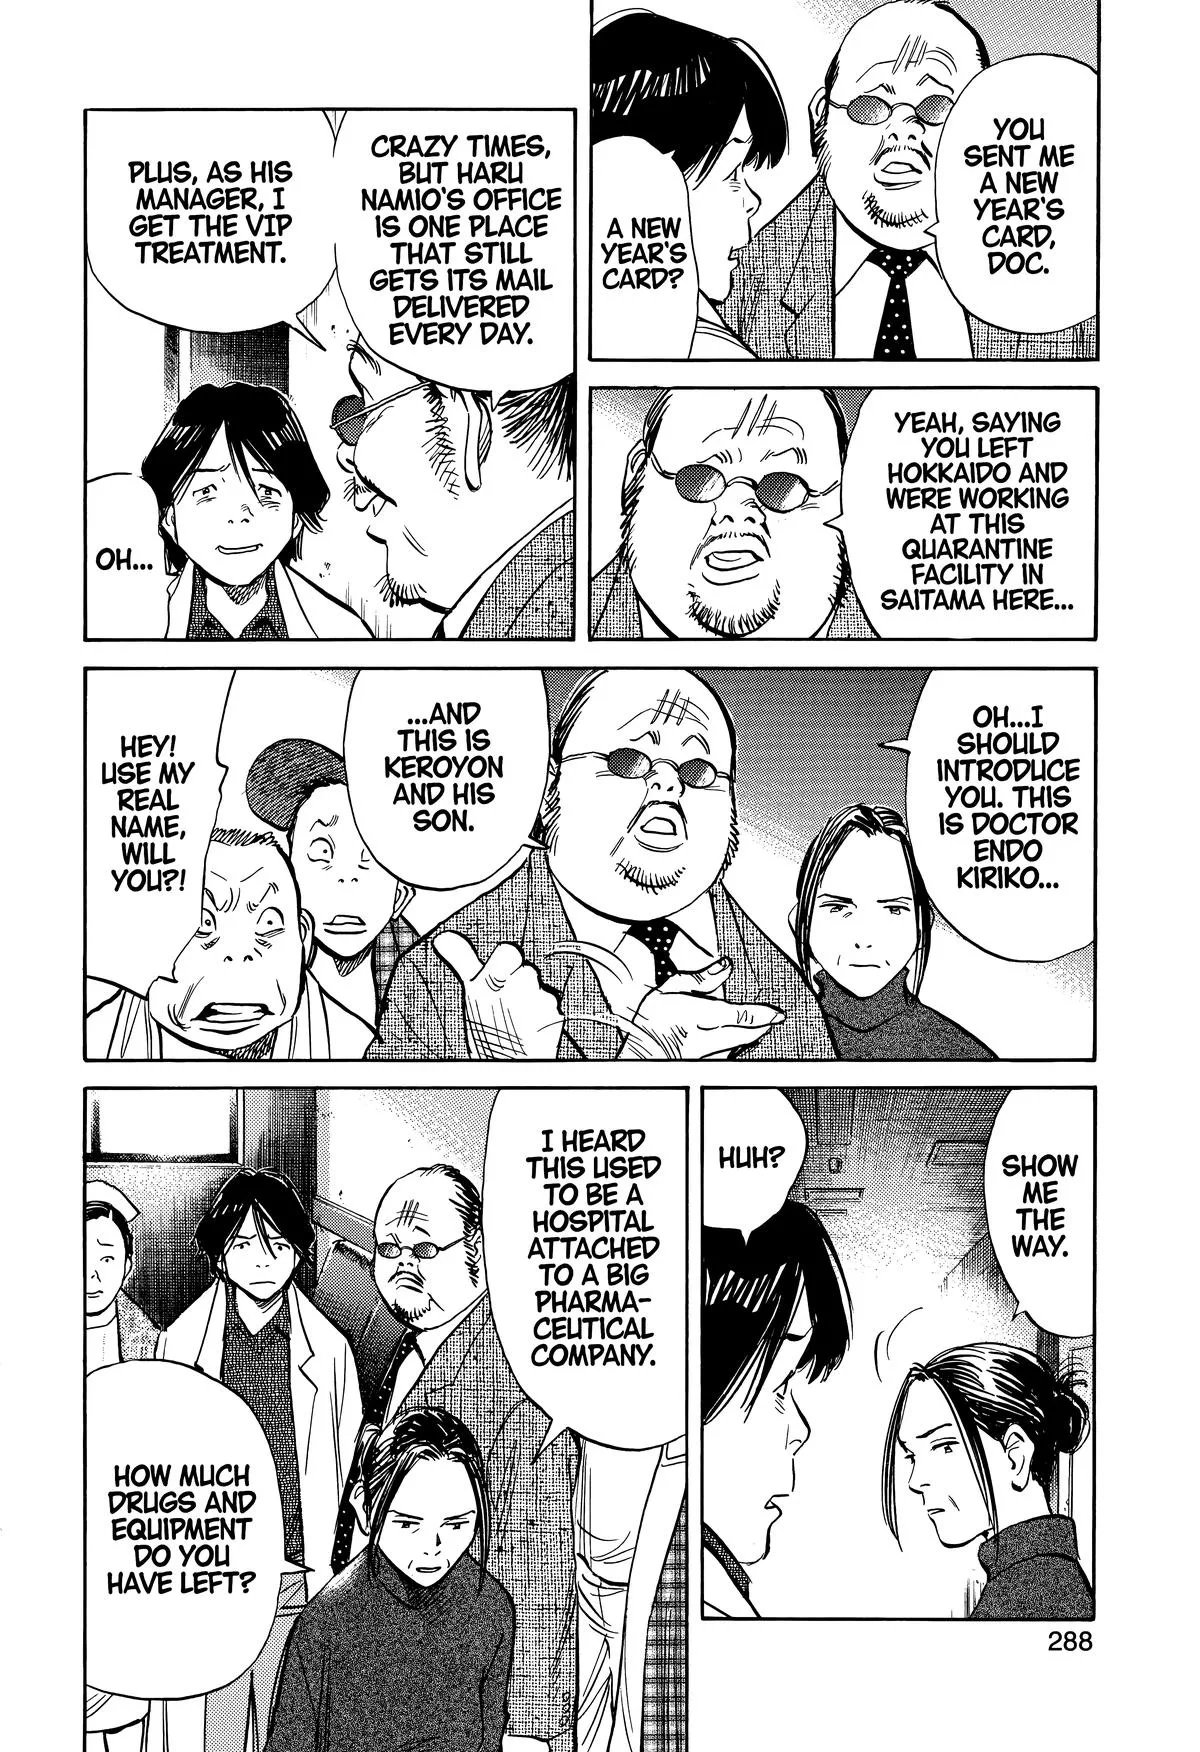 YOU
SENT ME
A NEW
YEAR'S
CARD,
DOC.
A NEW
YEAR'S
CARD?
YEAH, SAYING
YOU LEFT
HOKKAIDO AND
WERE WORKING
AT THIS
QUARANTINE
FACILITY IN
SAITAMA HERE...
CRAZY TIMES,
BUT HARU
NAMIO'S OFFICE
IS ONE PLACE
THAT STILL
GETS ITS MAIL
DELIVERED
EVERY DAY.
PLUS, AS HIS
MANAGER, I
GET THE VIP
TREATMENT.
OH...
OH...I
SHOULD
INTRODUCE
YOU. THIS
IS DOCTOR
ENDO
KIRIKO...
...AND
THIS IS
KEROYON
AND HIS
SON.
HEY!
USE MY
REAL
NAME,
WILL
YOU?!
SHOW
ME
THE
WAY.
HUH?
I HEARD
THIS USED
TO BE A
HOSPITAL
ATTACHED
TO A BIG
PHARMA-
CEUTICAL
COMPANY.
HOW MUCH
DRUGS AND
EQUIPMENT
DO YOU
HAVE LEFT?
288